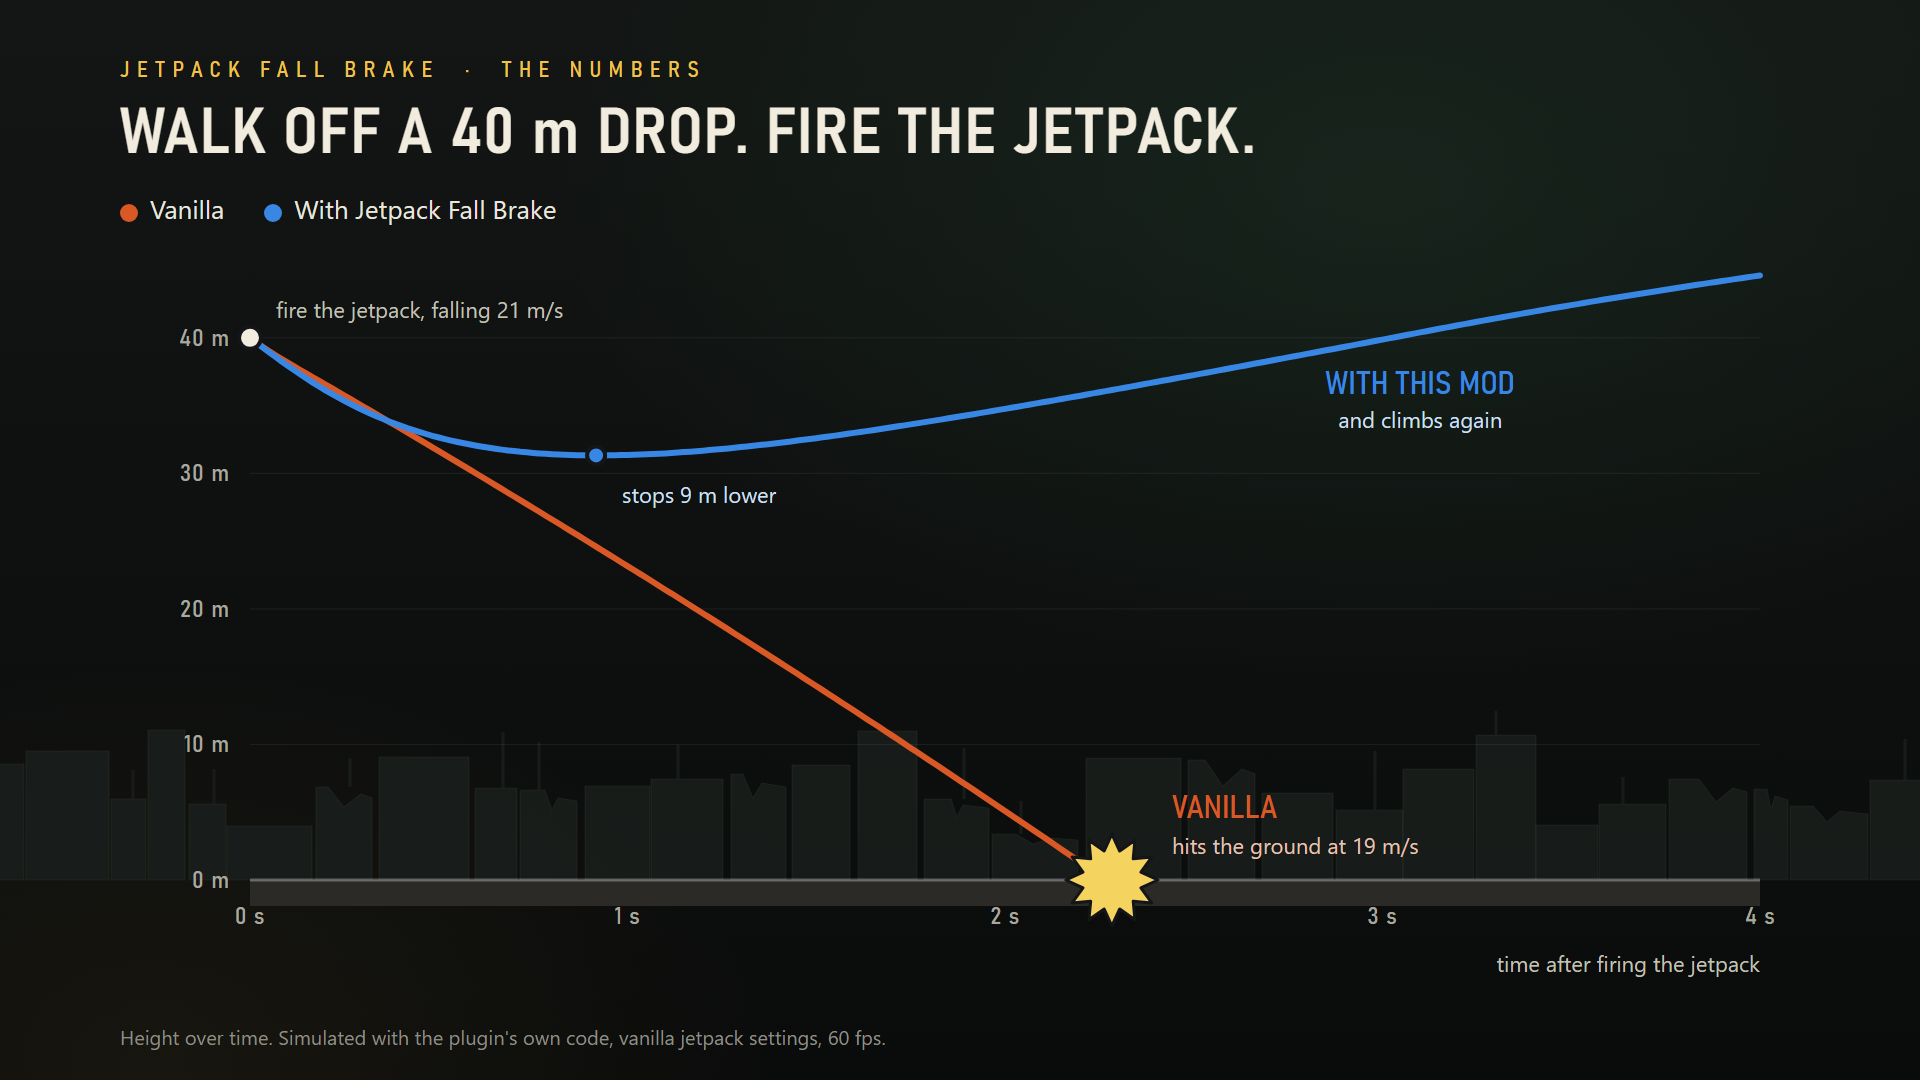 JETPACK FALL BRAKE · THE NUMBERS
WALK OFF A 40 m DROP. FIRE THE JETPACK.
Vanilla
With Jetpack Fall Brake
fire the jetpack, falling 21 m/s
40 m
WITH THIS MOD
and climbs again
30 m
stops 9 m lower
20 m
10 m
VANILLA
hits the ground at 19 m/s
0 m
0 s
1 s
2 s
3 s
4 s
time after firing the jetpack
Height over time. Simulated with the plugin's own code, vanilla jetpack settings, 60 fps.